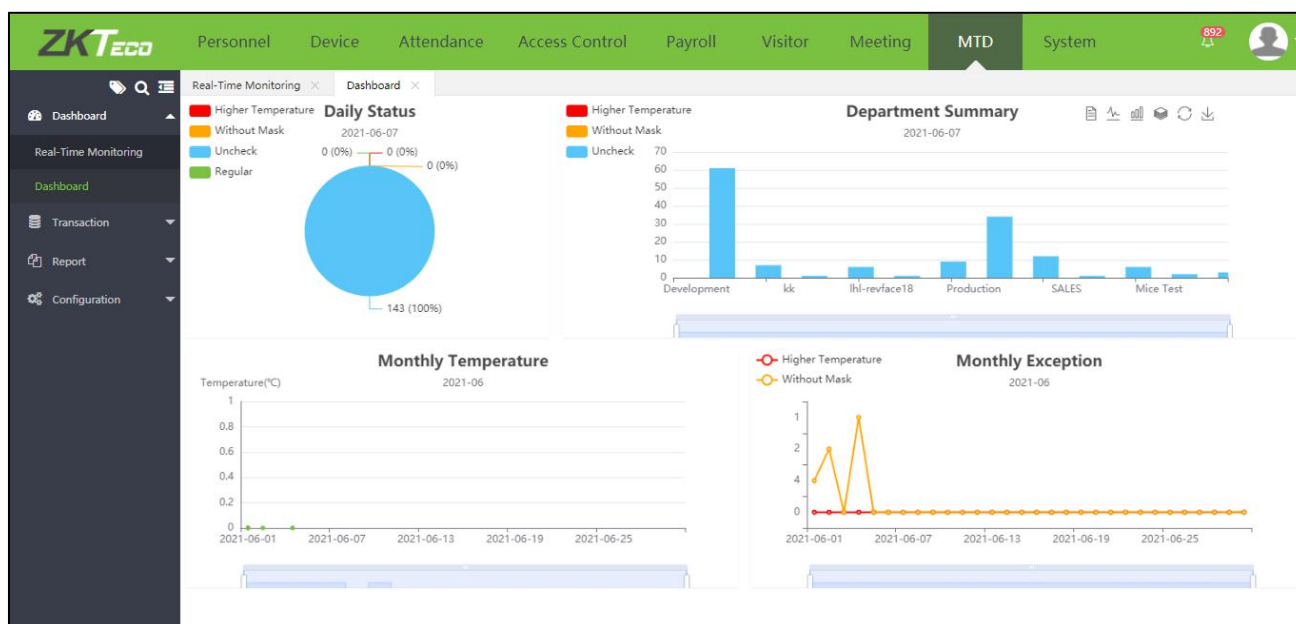 ZKTECO
Personnel Device Attendance Access Control Payroll Visitor Meeting MTD System 892
Real-Time Monitoring × Dashboard ×
Dashboard
Real-Time Monitoring
Dashboard
Transaction
Report
Configuration
Higher Temperature
Without Mask
Uncheck
Regular
Daily Status
2021-06-07
0 (0%) 0 (0%)
0 (0%)
143 (100%)
Higher Temperature
Without Mask
Uncheck
Department Summary
2021-06-07
70
60
50
40
30
20
10
0
Development kk lhl-revface18 Production SALES Mice Test
Monthly Temperature
2021-06
Temperature(℃)
1
0.8
0.6
0.4
0.2
0
2021-06-01 2021-06-07 2021-06-13 2021-06-19 2021-06-25
Higher Temperature
Without Mask
Monthly Exception
2021-06
1
2
4
0
2021-06-01 2021-06-07 2021-06-13 2021-06-19 2021-06-25